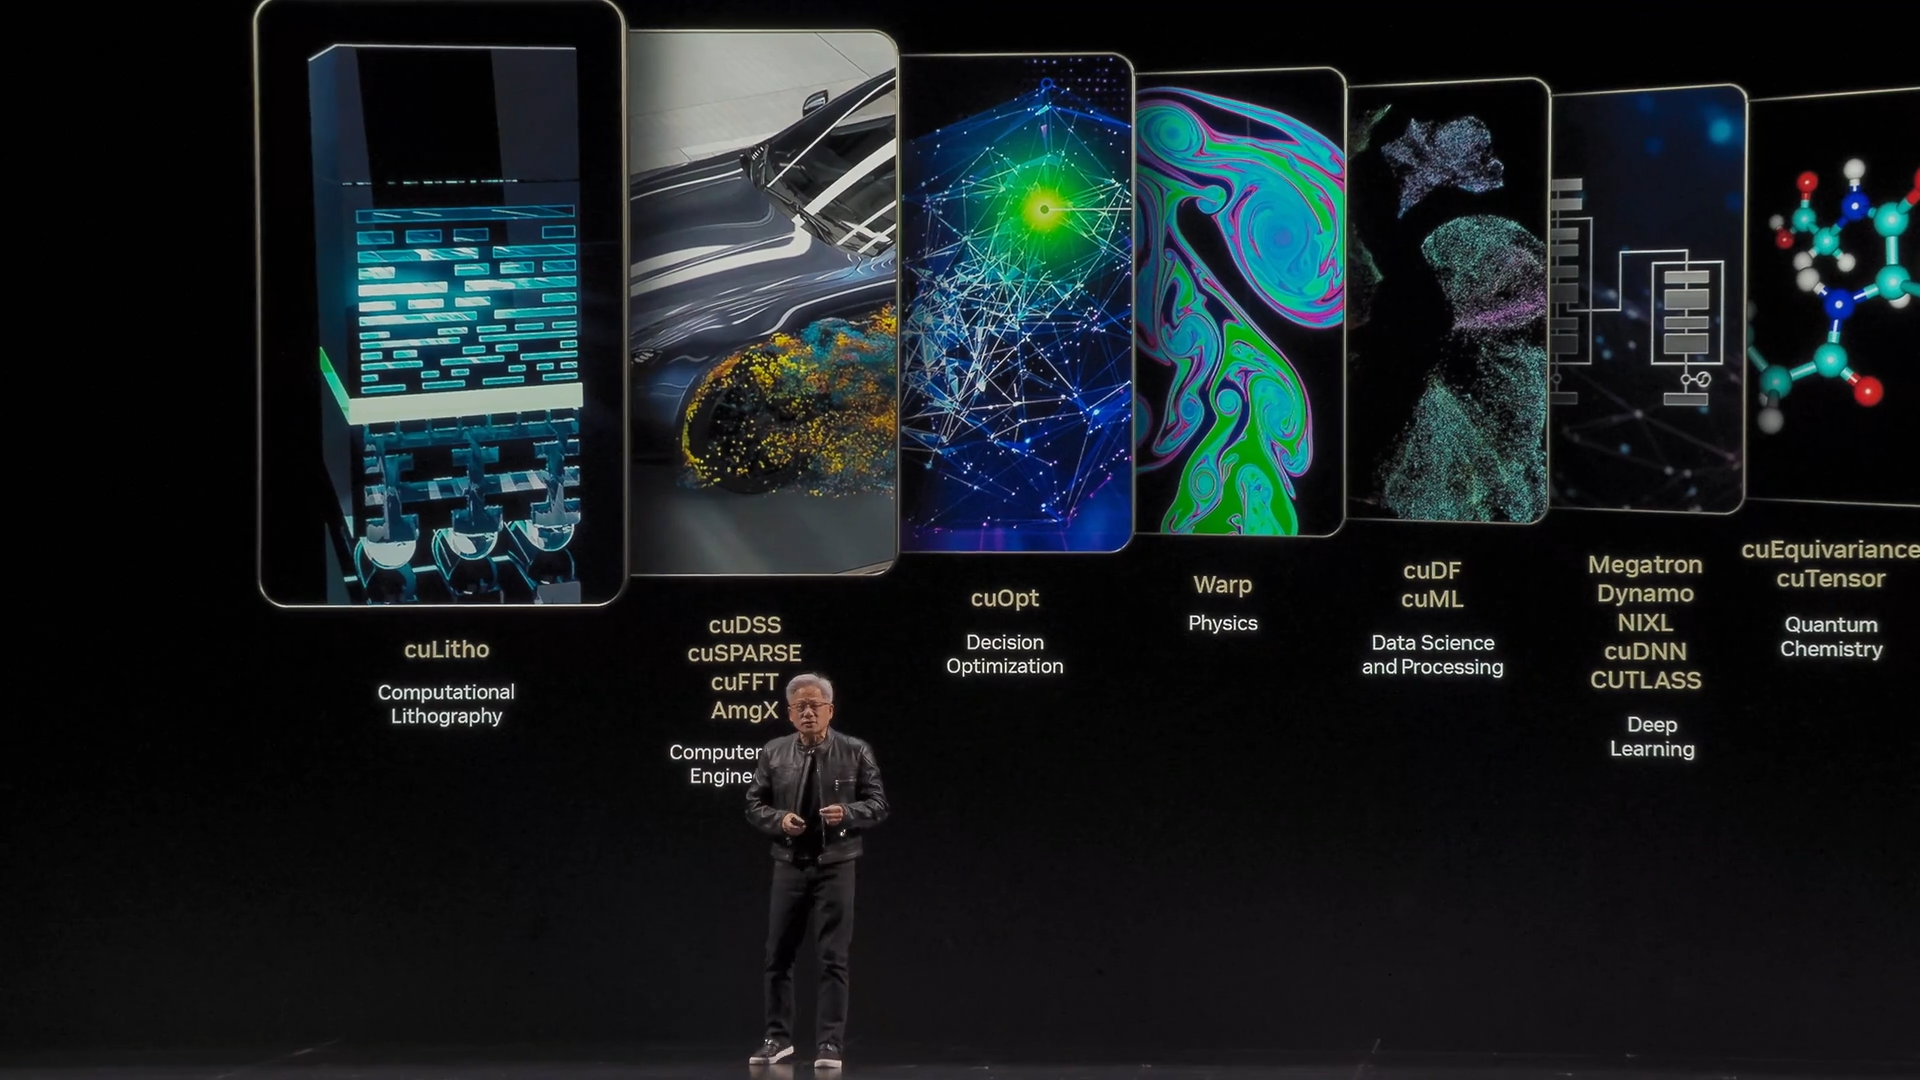 cuLitho
Computational
Lithography
cuDSS
cuSPARSE
cuFFT
AmgX
Computer
cuOpt
Decision
Optimization
Warp
Physics
cuDF
cuML
Data Science
and Processing
Megatron
Dynamo
NIXL
cuDNN
CUTLASS
Deep
Learning
cuEquivariance
cuTensor
Quantum
Chemistry